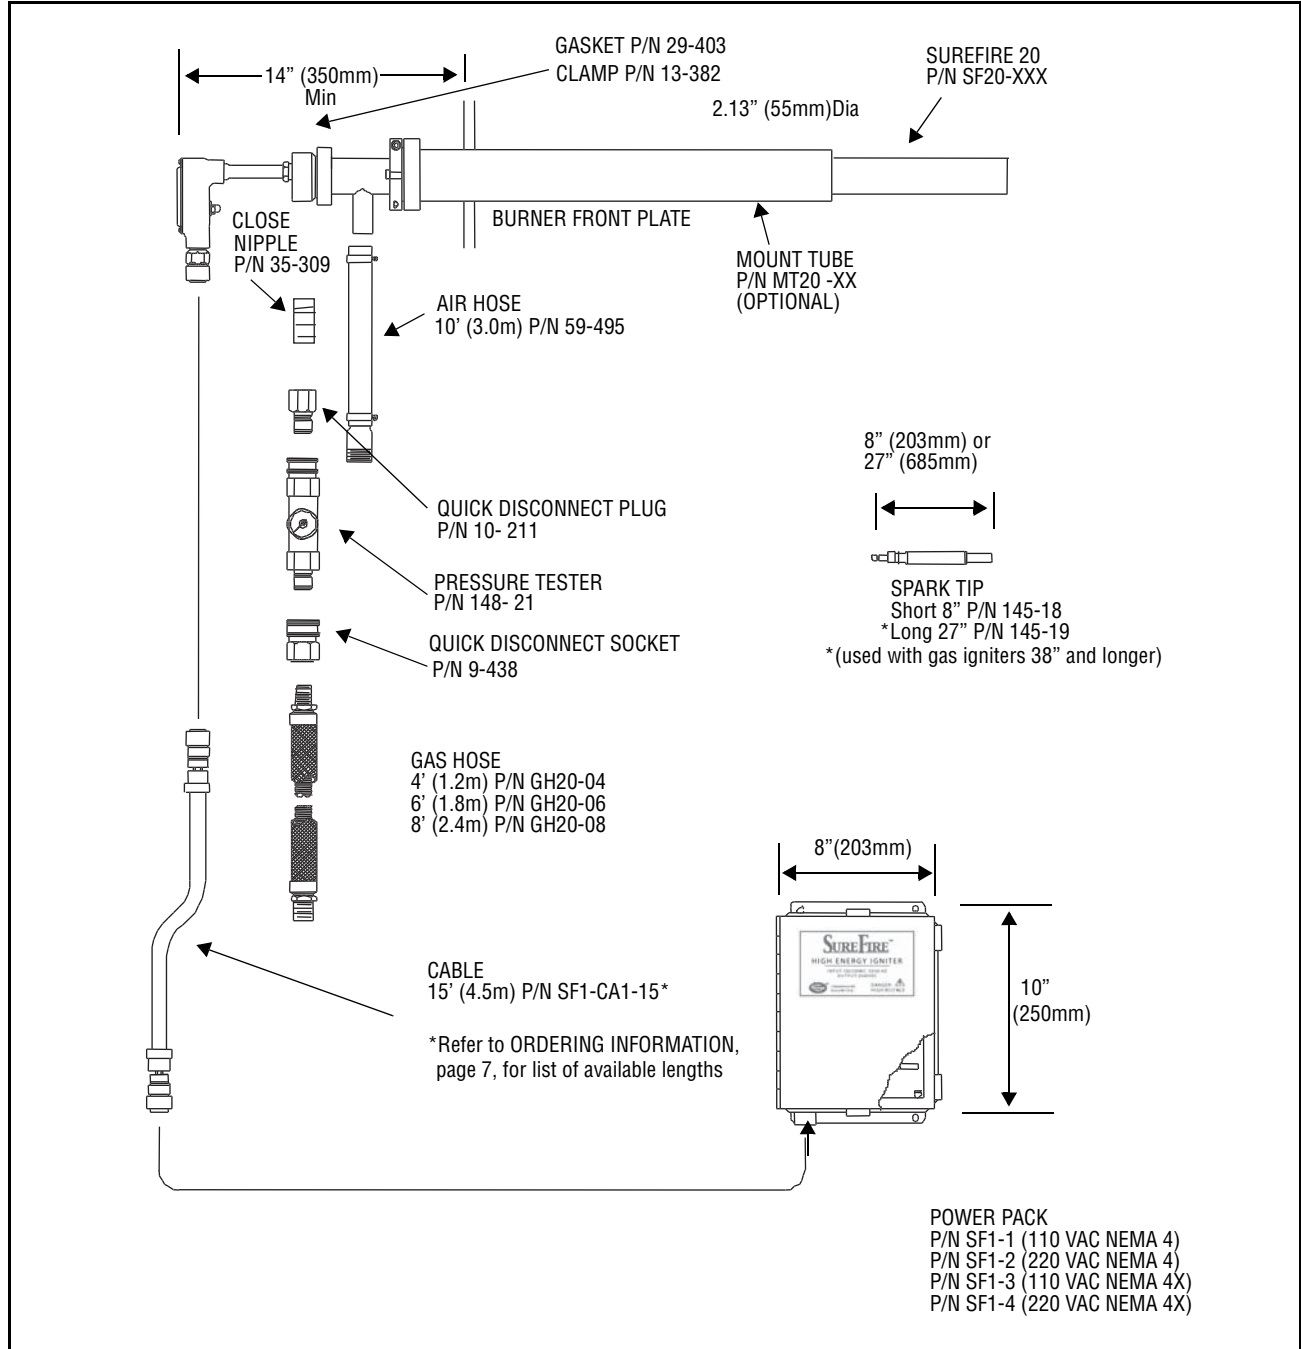 GASKET P/N 29-403
CLAMP P/N 13-382
SUREFIRE 20
P/N SF20-XXX
14” (350mm)
Min
2.13” (55mm)Dia
CLOSE
NIPPLE
P/N 35-309
BURNER FRONT PLATE
MOUNT TUBE
P/N MT20 -XX
(OPTIONAL)
AIR HOSE
10’ (3.0m) P/N 59-495
8” (203mm) or
27” (685mm)
QUICK DISCONNECT PLUG
P/N 10- 211
PRESSURE TESTER
P/N 148- 21
SPARK TIP
Short 8” P/N 145-18
*Long 27” P/N 145-19
*(used with gas igniters 38” and longer)
QUICK DISCONNECT SOCKET
P/N 9-438
GAS HOSE
4’ (1.2m) P/N GH20-04
6’ (1.8m) P/N GH20-06
8’ (2.4m) P/N GH20-08
8”(203mm)
SUREFIRE™
HIGH ENERGY IGNITER
10”
(250mm)
CABLE
15’ (4.5m) P/N SF1-CA1-15*
*Refer to ORDERING INFORMATION,
page 7, for list of available lengths
POWER PACK
P/N SF1-1 (110 VAC NEMA 4)
P/N SF1-2 (220 VAC NEMA 4)
P/N SF1-3 (110 VAC NEMA 4X)
P/N SF1-4 (220 VAC NEMA 4X)